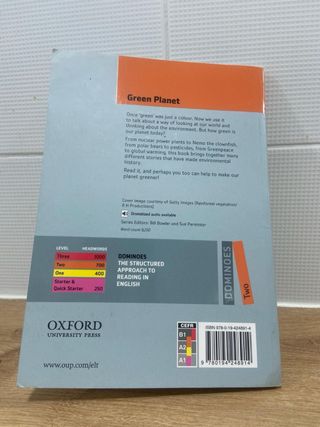 Green Planet
Once 'green' was just a colour. Now we use it
to talk about a way of looking at our world and
thinking about the environment. But how green is
our planet today?
From nuclear power plants to Nemo the clownfish,
from polar bears to pesticides, from Greenpeace
to global warming, this book brings together many
different stories that have made environmental
history.
Read it, and perhaps you too can help to make our
planet greener!
Cover image courtesy of Getty Images (Rainforest vegetation/
R H Productions)
Dramatized audio available
Series Editors: Bill Bowler and Sue Parminter
Word count 9,297
LEVEL HEADWORDS
Three 1000
Two 700
One 400
Starter &
Quick Starter 250
DOMINOES
THE STRUCTURED
APPROACH TO
READING IN
ENGLISH
DOMINOES
Two
OXFORD
UNIVERSITY PRESS
www.oup.com/elt
CEFR
B1
A2
A1
ISBN 978-0-19-424891-4
9 780194 248914